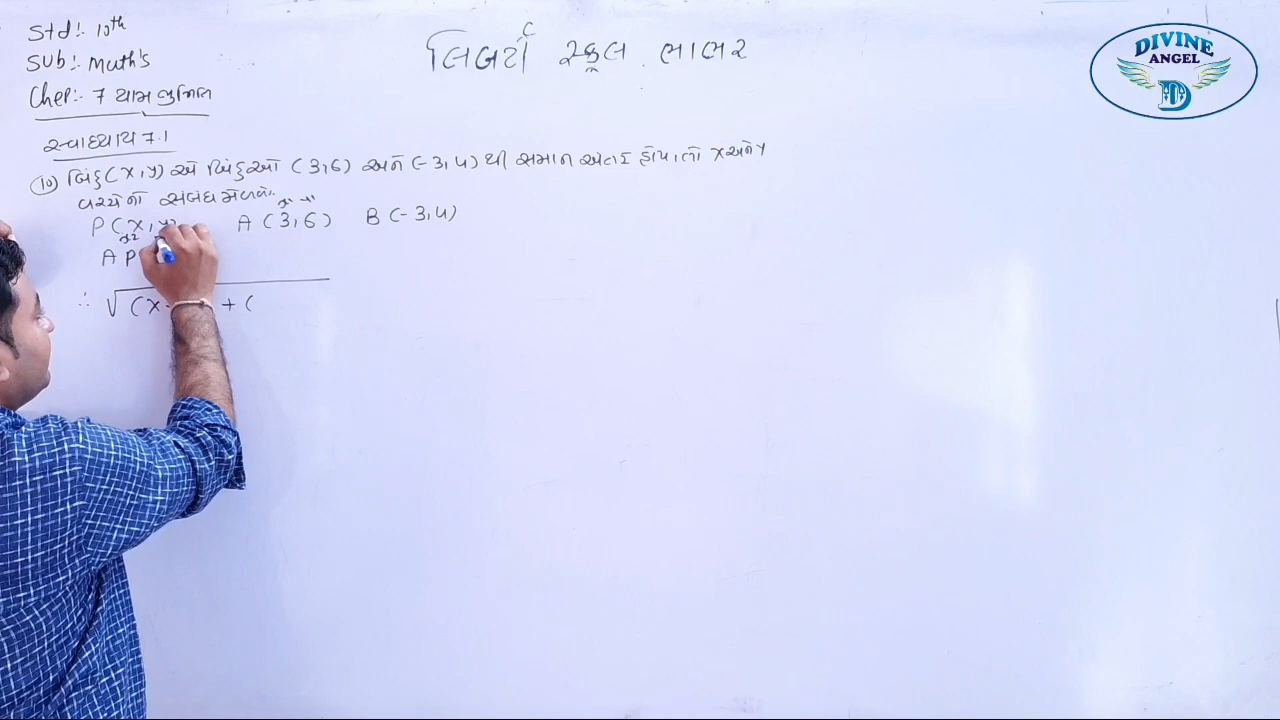 Std:- 10th
Sub:- Math's
Chep:- 7 યામ ભૂમિતિ
સ્વાધ્યાય 7.1
લિબર્ટી સ્કૂલ ભાભર
DIVINE
ANGEL
D
(10) બિંદુ (x, y) એ બિંદુઓ (3, 6) અને (-3, 4) થી સમાન અંતરે હોય, તો x અને y
વચ્ચેનો સંબંધ મેળવો.
P (x, y) A (3, 6) B (-3, 4)
A P
∴ √(x - + (